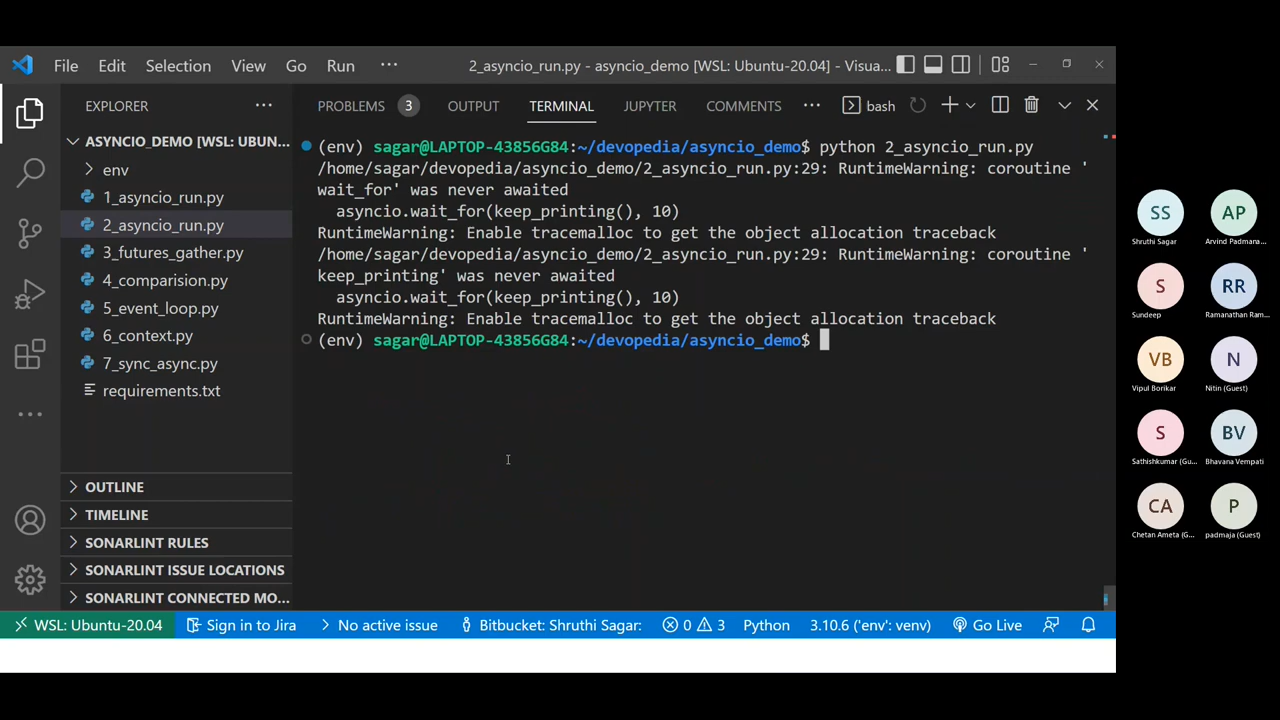 File Edit Selection View Go Run ··· 2_asyncio_run.py - asyncio_demo [WSL: Ubuntu-20.04] - Visua...
EXPLORER ···
PROBLEMS 3 OUTPUT TERMINAL JUPYTER COMMENTS ··· bash
ASYNCIO_DEMO [WSL: UBUN...
env
1_asyncio_run.py
2_asyncio_run.py
3_futures_gather.py
4_comparision.py
5_event_loop.py
6_context.py
7_sync_async.py
requirements.txt
OUTLINE
TIMELINE
SONARLINT RULES
SONARLINT ISSUE LOCATIONS
SONARLINT CONNECTED MO...
(env) sagar@LAPTOP-43856G84:~/devopedia/asyncio_demo$ python 2_asyncio_run.py
/home/sagar/devopedia/asyncio_demo/2_asyncio_run.py:29: RuntimeWarning: coroutine '
wait_for' was never awaited
asyncio.wait_for(keep_printing(), 10)
RuntimeWarning: Enable tracemalloc to get the object allocation traceback
/home/sagar/devopedia/asyncio_demo/2_asyncio_run.py:29: RuntimeWarning: coroutine '
keep_printing' was never awaited
asyncio.wait_for(keep_printing(), 10)
RuntimeWarning: Enable tracemalloc to get the object allocation traceback
(env) sagar@LAPTOP-43856G84:~/devopedia/asyncio_demo$
WSL: Ubuntu-20.04 Sign in to Jira No active issue Bitbucket: Shruthi Sagar: 0 3 Python 3.10.6 ('env': venv) Go Live
SS AP
Shruthi Sagar Arvind Padmana...
S RR
Sundeep Ramanathan Ram...
VB N
Vipul Borikar Nitin (Guest)
S BV
Sathishkumar (Gu... Bhavana Vempati
CA P
Chetan Ameta (G... padmaja (Guest)